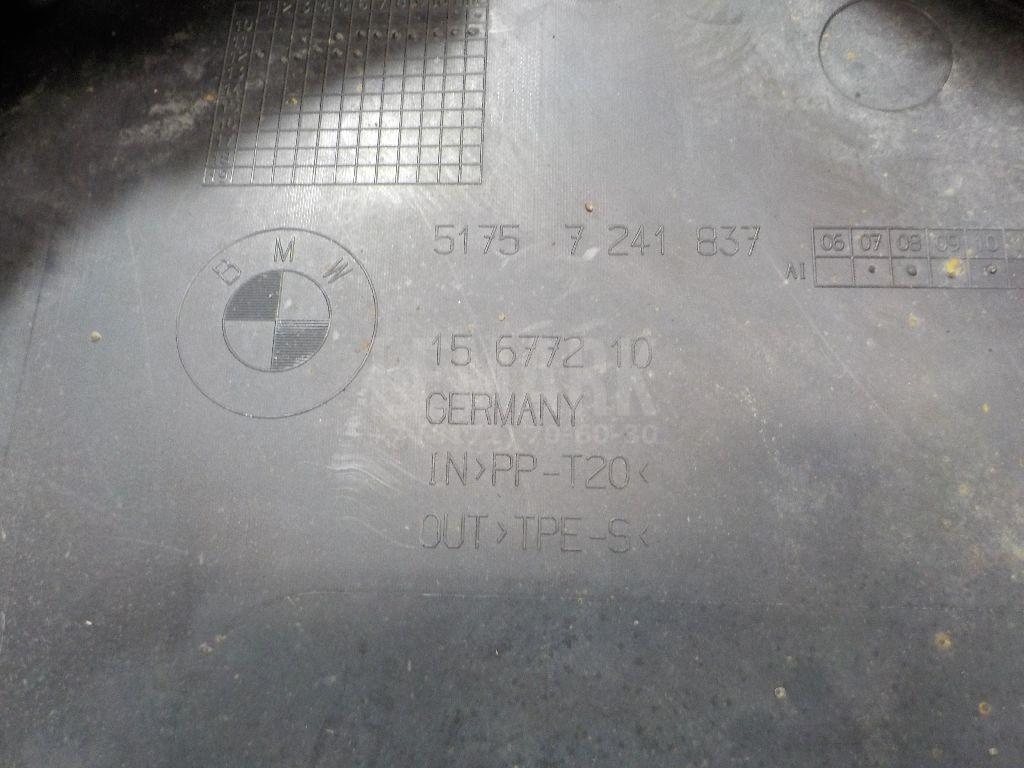 BMW
5175 7 241 837
06 07 08 09 10
AI
15 6772 10
GERMANY
IN>PP-T20<
OUT>TPE-S<